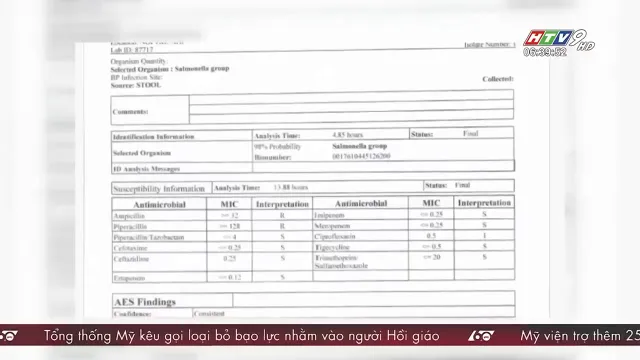 HTV9 HD
06:39:52
Lab ID: 87717
Isolate Number: 1
Organism Quantity:
Selected Organism : Salmonella group
BP Infection Site:
Source: STOOL
Collected:
Comments:
Identification Information Analysis Time: 4.85 hours Status: Final
Selected Organism 98% Probability Salmonella group
Bionumber: 0017610445126200
ID Analysis Messages
Susceptibility Information Analysis Time: 13.88 hours Status: Final
Antimicrobial MIC Interpretation Antimicrobial MIC Interpretation
Ampicillin >= 32 R Imipenem <= 0.25 S
Piperacillin >= 128 R Meropenem <= 0.25 S
Piperacillin/Tazobactam <= 4 S Ciprofloxacin 0.5 I
Cefotaxime <= 0.25 S Tigecycline <= 0.5 S
Ceftazidime 0.25 S Trimethoprim <= 20 S
Sulfamethoxazole
Ertapenem <= 0.12 S
AES Findings
Confidence: Consistent
Tổng thống Mỹ kêu gọi loại bỏ bạo lực nhằm vào người Hồi giáo
Mỹ viện trợ thêm 25